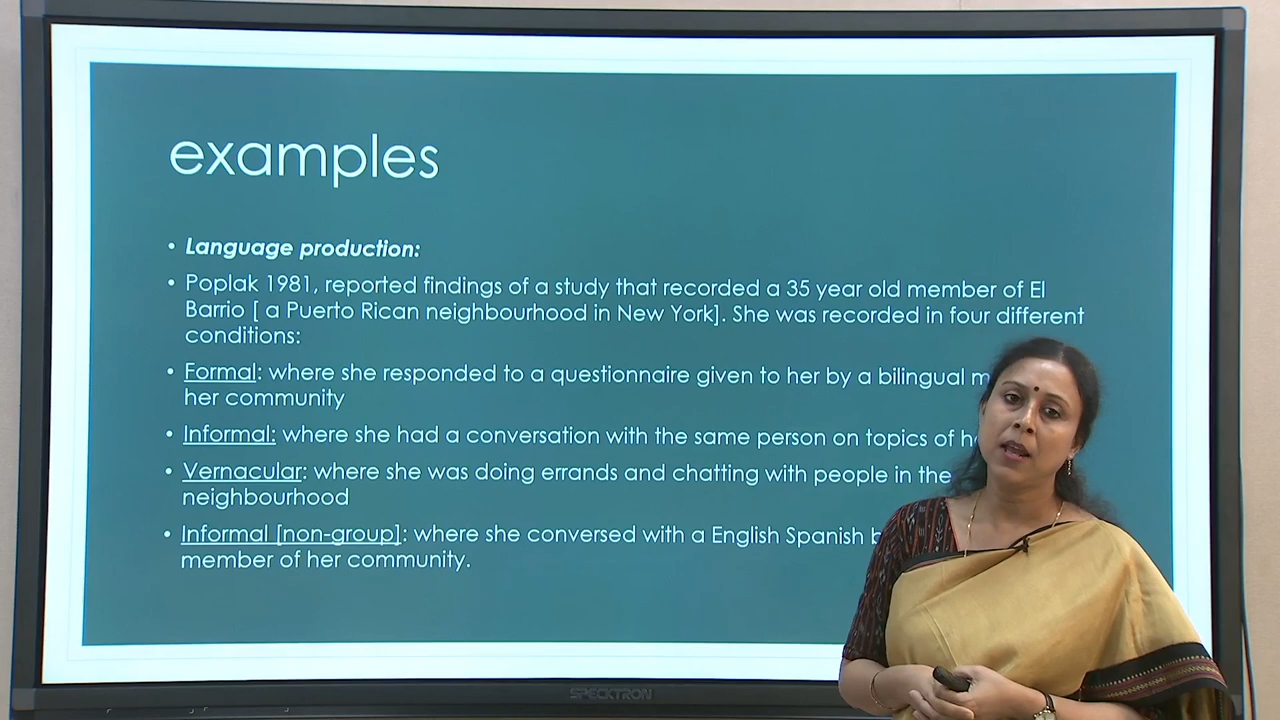 examples
• Language production:
• Poplak 1981, reported findings of a study that recorded a 35 year old member of El
Barrio [ a Puerto Rican neighbourhood in New York]. She was recorded in four different
conditions:
• Formal: where she responded to a questionnaire given to her by a bilingual
her community
• Informal: where she had a conversation with the same person on topics of
• Vernacular: where she was doing errands and chatting with people in the
neighbourhood
• Informal [non-group]: where she conversed with a English Spanish
member of her community.
SPECKTRON